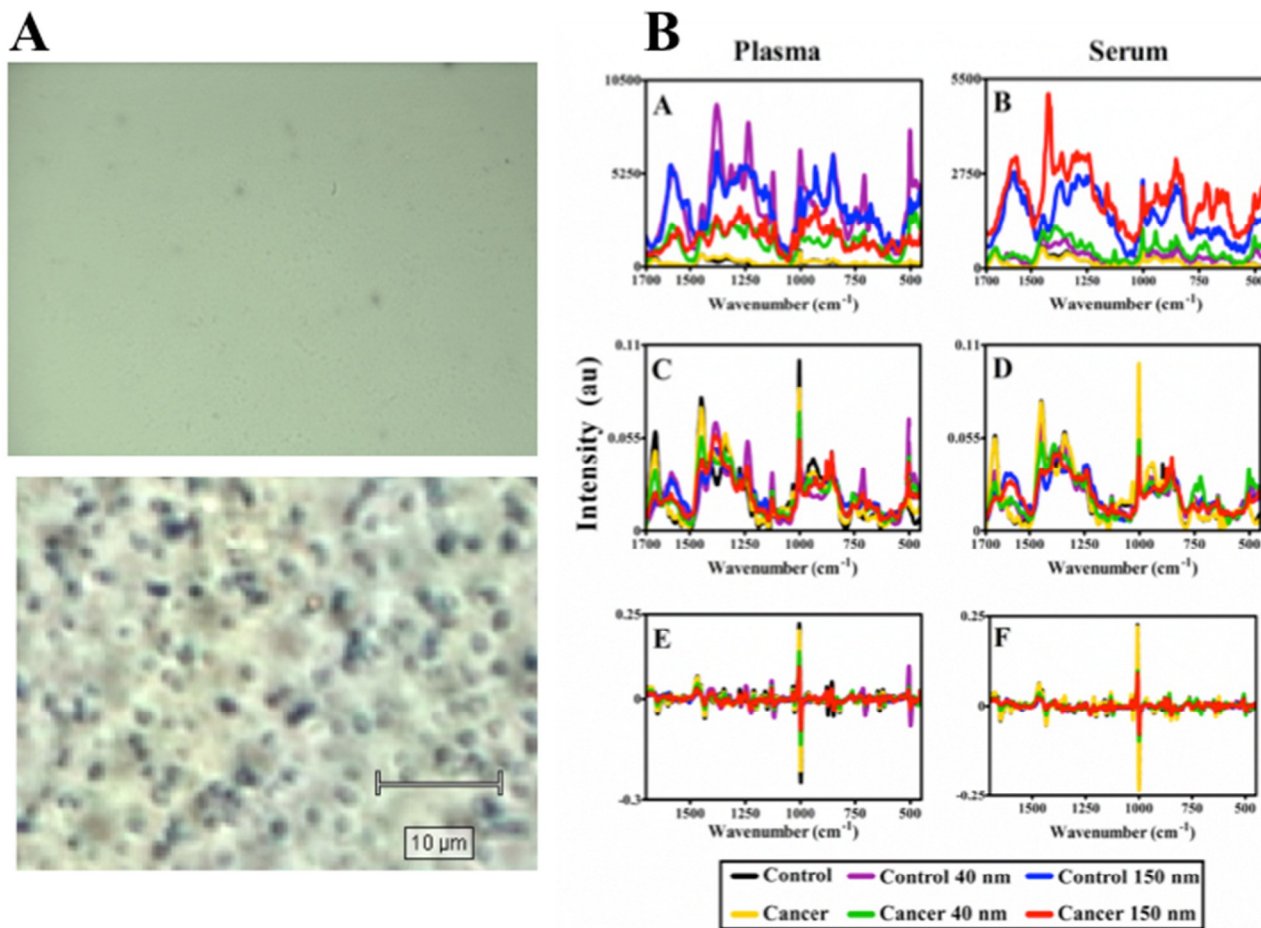 A
10 µm
B
Plasma
Serum
Intensity (au)
10500
5250
0
A
1700 1500 1250 1000 750 500
Wavenumber (cm⁻¹)
5500
2750
0
B
1700 1500 1250 1000 750 500
Wavenumber (cm⁻¹)
0.11
0.055
0
C
1700 1500 1250 1000 750 500
Wavenumber (cm⁻¹)
0.11
0.055
0
D
1700 1500 1250 1000 750 500
Wavenumber (cm⁻¹)
0.25
0
-0.3
E
1500 1000 500
Wavenumber (cm⁻¹)
0.25
0
-0.25
F
1500 1000 500
Wavenumber (cm⁻¹)
Control Control 40 nm Control 150 nm
Cancer Cancer 40 nm Cancer 150 nm